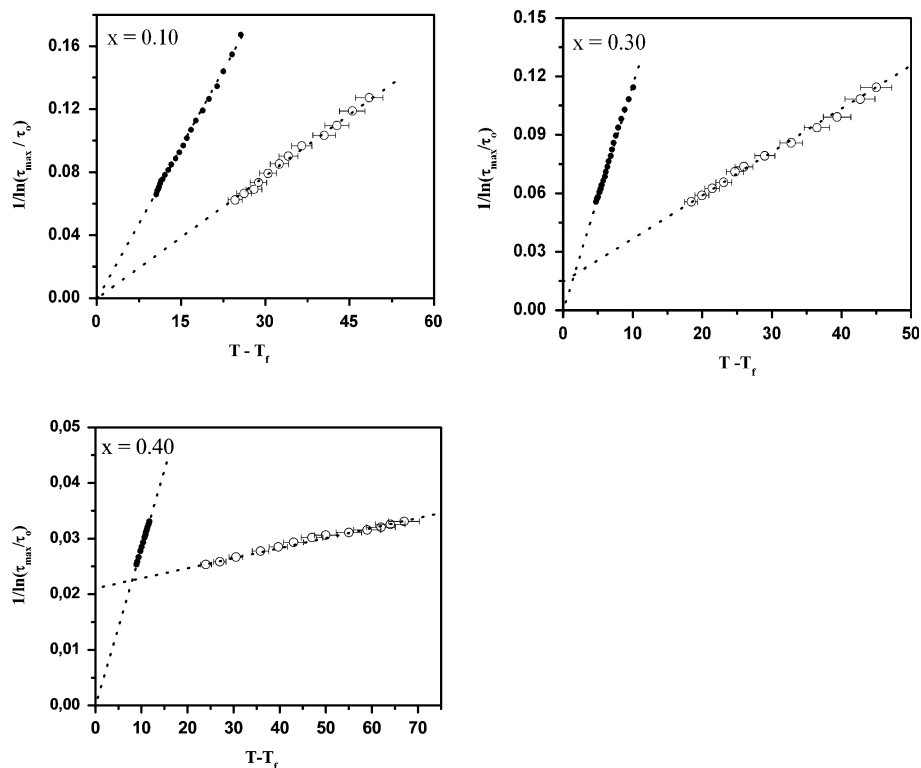 x = 0.10
0.16
0.12
0.08
0.04
0.00
1/ln(τmax / τo)
0 15 30 45 60
T - Tf
x = 0.30
0.15
0.12
0.09
0.06
0.03
0.00
1/ln(τmax/τo)
0 10 20 30 40 50
T -Tf
x = 0.40
0,05
0,04
0,03
0,02
0,01
0,00
1/ln(τmax/τo)
0 10 20 30 40 50 60 70
T-Tf